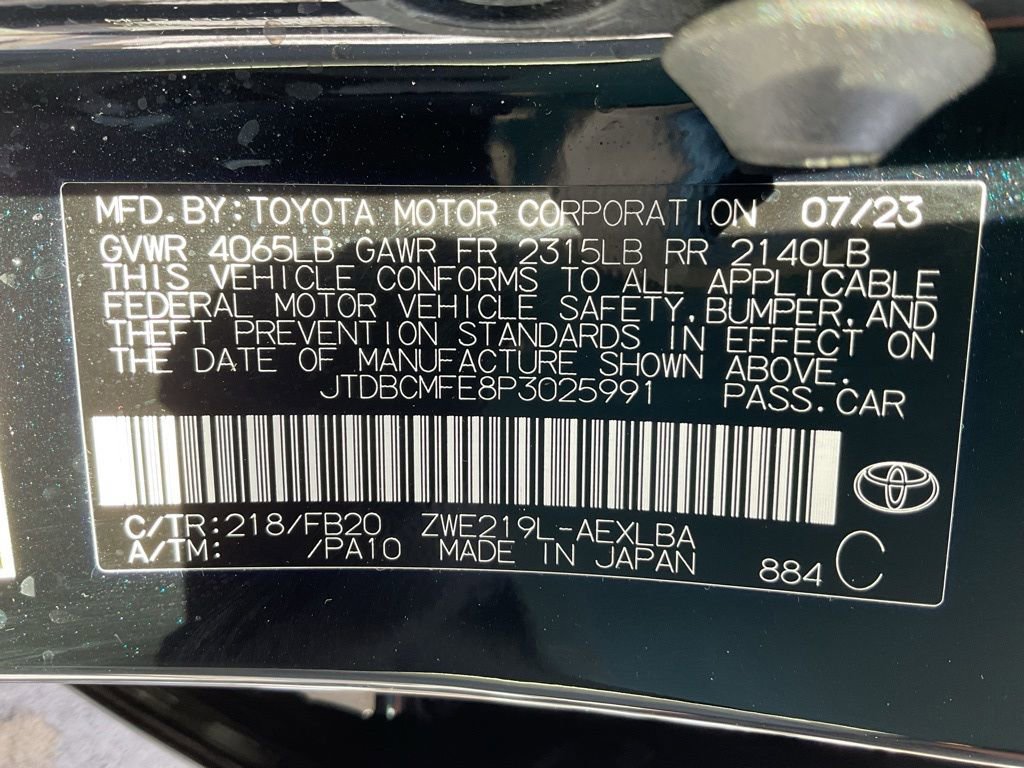 MFD.BY:TOYOTA MOTOR CORPORATION 07/23
GVWR 4065LB GAWR FR 2315LB RR 2140LB
THIS VEHICLE CONFORMS TO ALL APPLICABLE
FEDERAL MOTOR VEHICLE SAFETY,BUMPER,AND
THEFT PREVENTION STANDARDS IN EFFECT ON
THE DATE OF MANUFACTURE SHOWN ABOVE.
JTDBCMFE8P3025991 PASS.CAR
C/TR:218/FB20 ZWE219L-AEXLBA
A/TM: /PA10 MADE IN JAPAN 884 C